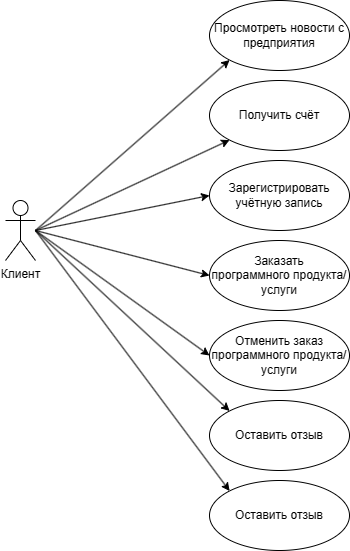 Просмотреть новости с
предприятия
Получить счёт
Зарегистрировать
учётную запись
Клиент
Заказать
программного продукта/
услуги
Отменить заказ
программного продукта/
услуги
Оставить отзыв
Оставить отзыв